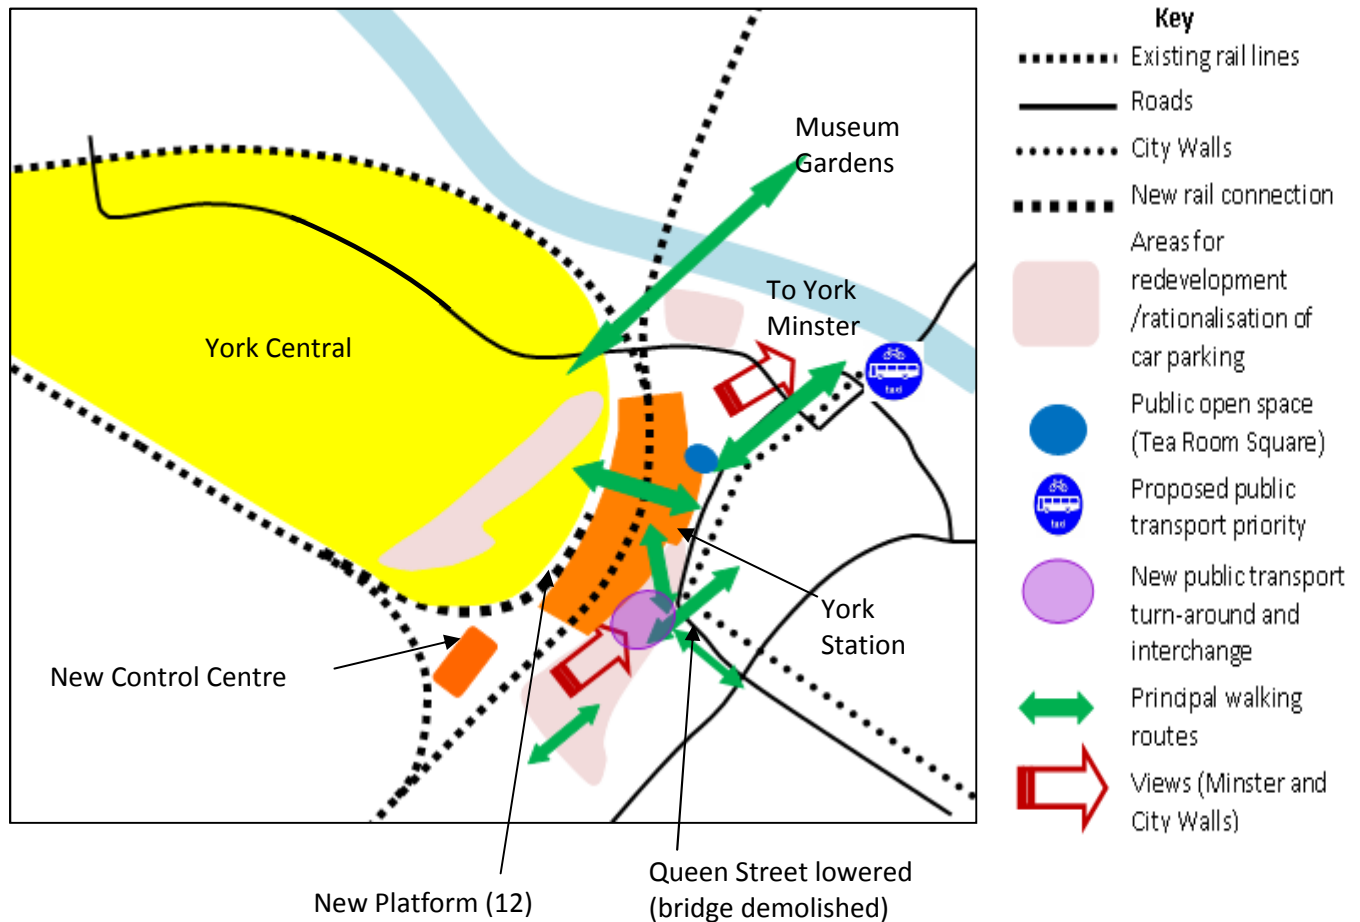 Museum
Gardens
To York
Minster
York Central
York
Station
New Control Centre
New Platform (12)
Queen Street lowered
(bridge demolished)
taxi
Key
Existing rail lines
Roads
City Walls
New rail connection
Areas for
redevelopment
/rationalisation of
car parking
Public open space
(Tea Room Square)
taxi
Proposed public
transport priority
New public transport
turn-around and
interchange
Principal walking
routes
Views (Minster and
City Walls)